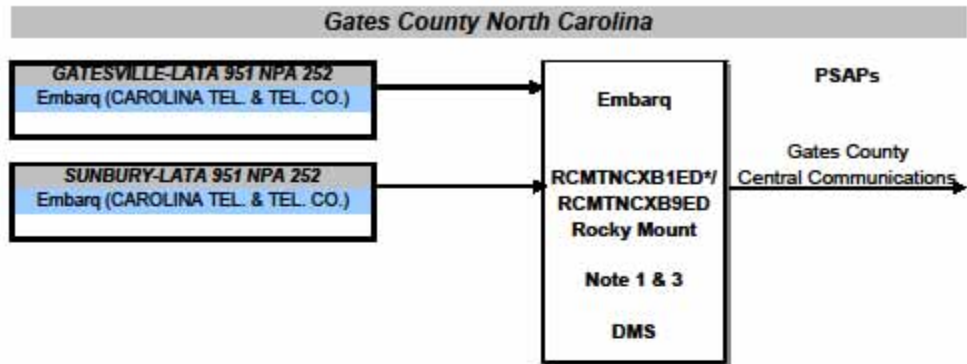 Gates County North Carolina
GATESVILLE-LATA 951 NPA 252
Embarq (CAROLINA TEL. & TEL. CO.)
SUNBURY-LATA 951 NPA 252
Embarq (CAROLINA TEL. & TEL. CO.)
Embarq
RCMTNCXB1ED*/
RCMTNCXB9ED
Rocky Mount
Note 1 & 3
DMS
PSAPs
Gates County
Central Communications